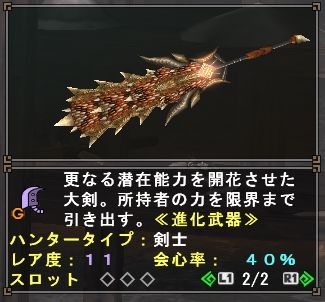 更なる潜在能力を開花させた
大剣。所持者の力を限界まで
引き出す。≪進化武器≫
G
ハンタータイプ：剣士
レア度：１１ 会心率： ４０％
スロット ◇◇◇ L1 2/2 R1